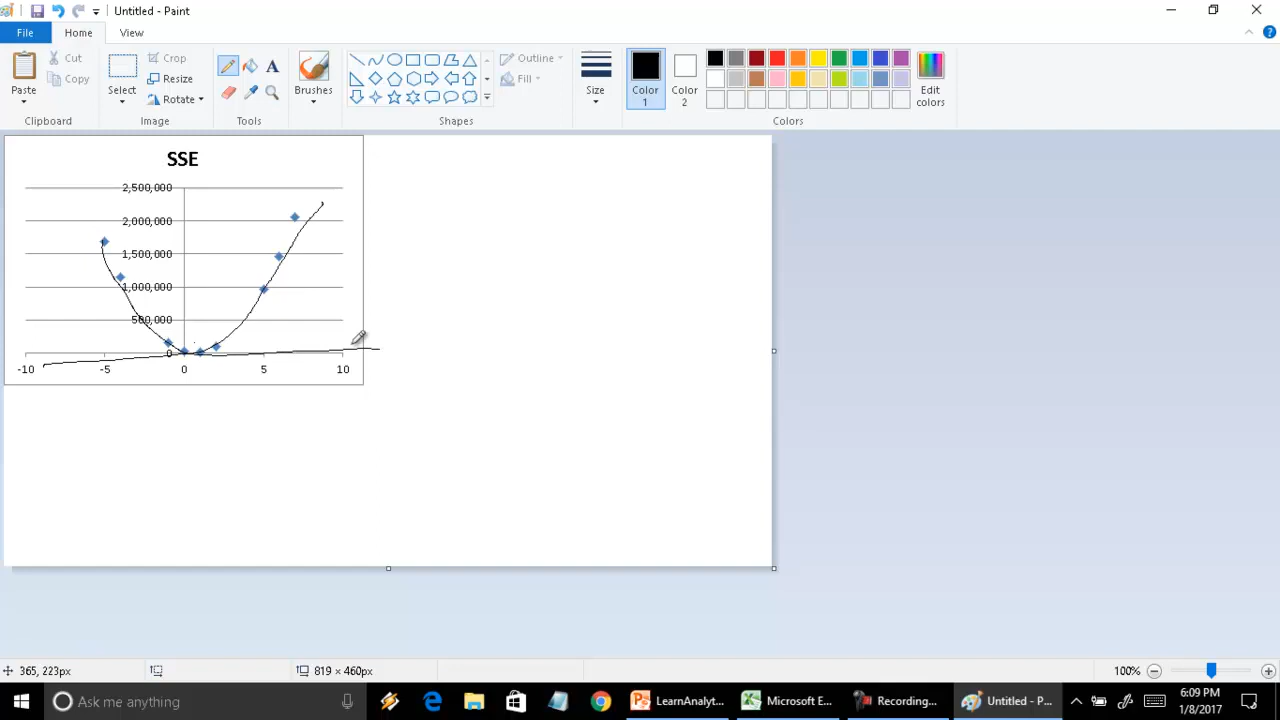 Untitled - Paint
File Home View
Paste
Cut
Copy
Clipboard
Select
Crop
Resize
Rotate
Image
A
Tools
Brushes
Outline
Fill
Shapes
Size
Color 1
Color 2
Edit colors
Colors
SSE
2,500,000
2,000,000
1,500,000
1,000,000
500,000
0
-10 -5 0 5 10
365, 223px
819 × 460px
100%
Ask me anything
LearnAnalyt...
Microsoft E...
Recording...
Untitled - P...
6:09 PM
1/8/2017